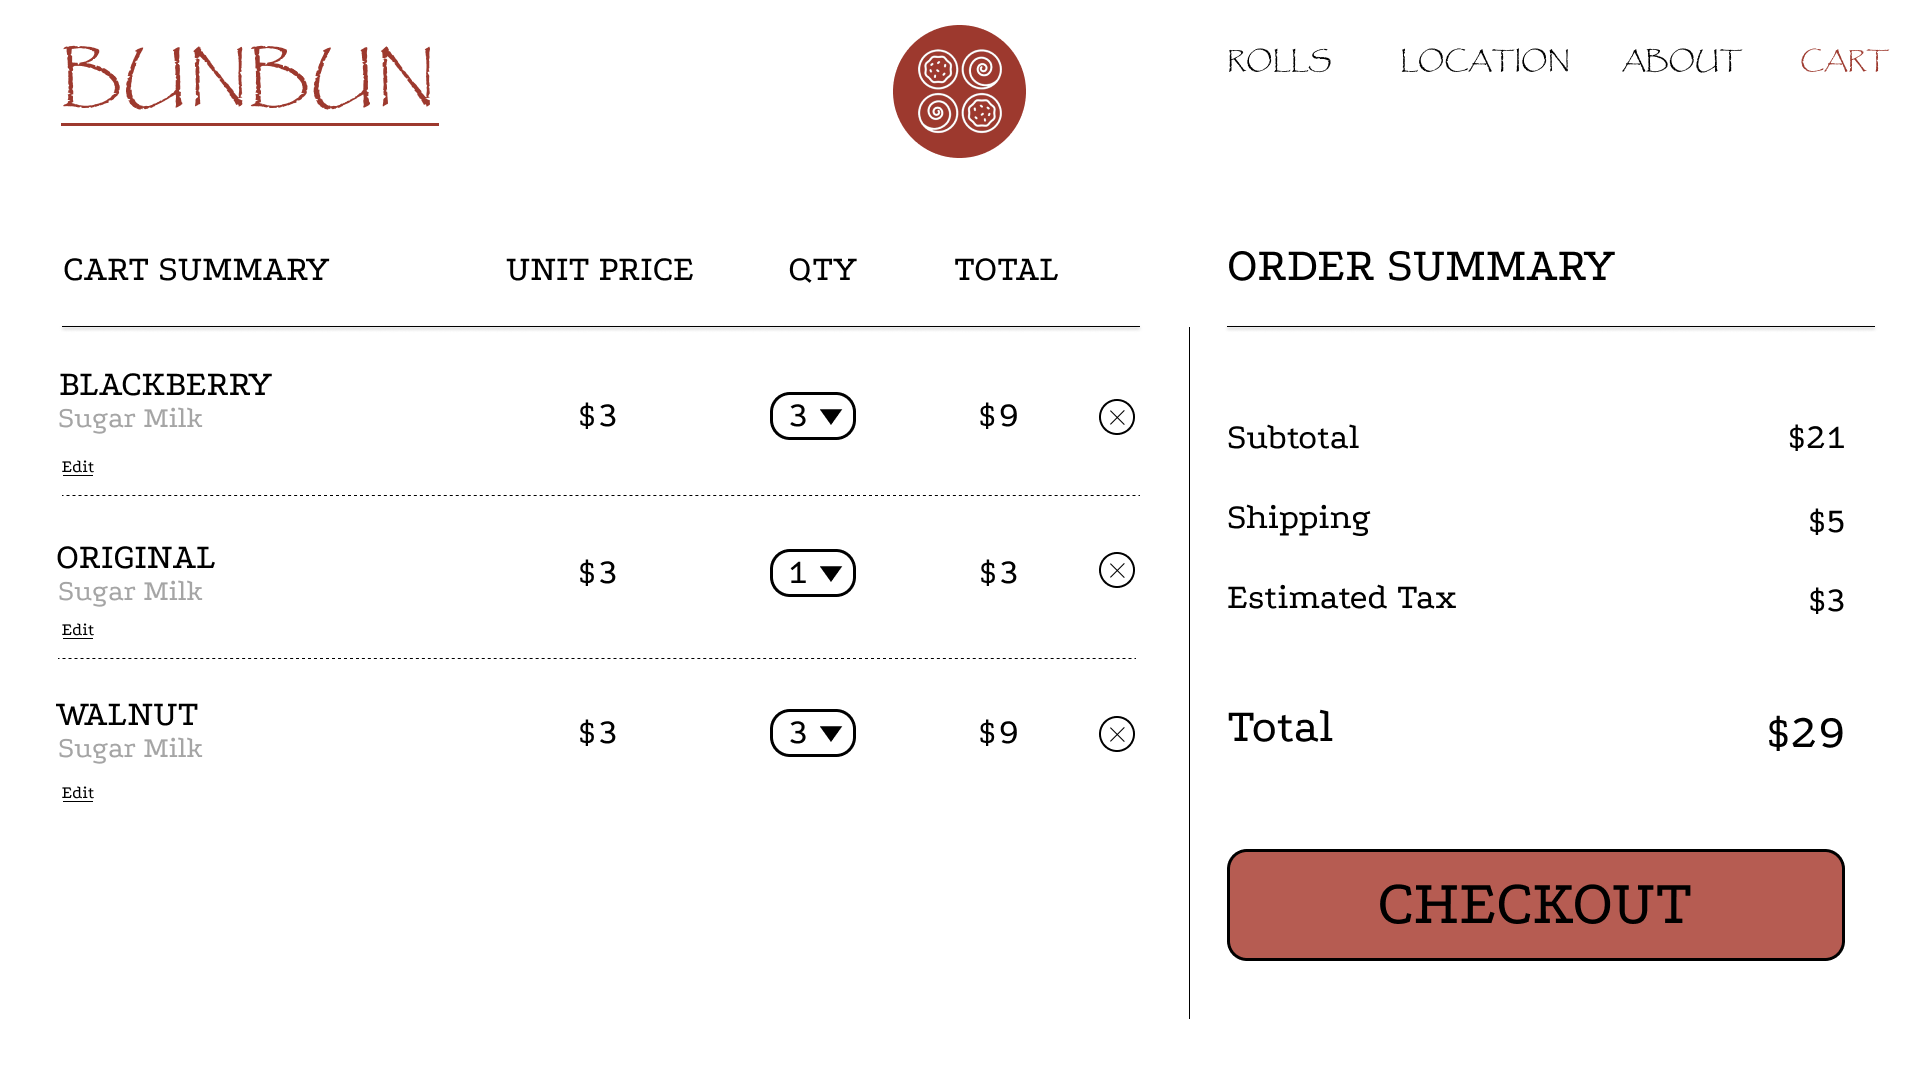 BUNBUN
ROLLS LOCATION ABOUT CART
CART SUMMARY UNIT PRICE QTY TOTAL
BLACKBERRY
Sugar Milk
$3 3 $9
Edit
ORIGINAL
Sugar Milk
$3 1 $3
Edit
WALNUT
Sugar Milk
$3 3 $9
Edit
ORDER SUMMARY
Subtotal $21
Shipping $5
Estimated Tax $3
Total $29
CHECKOUT